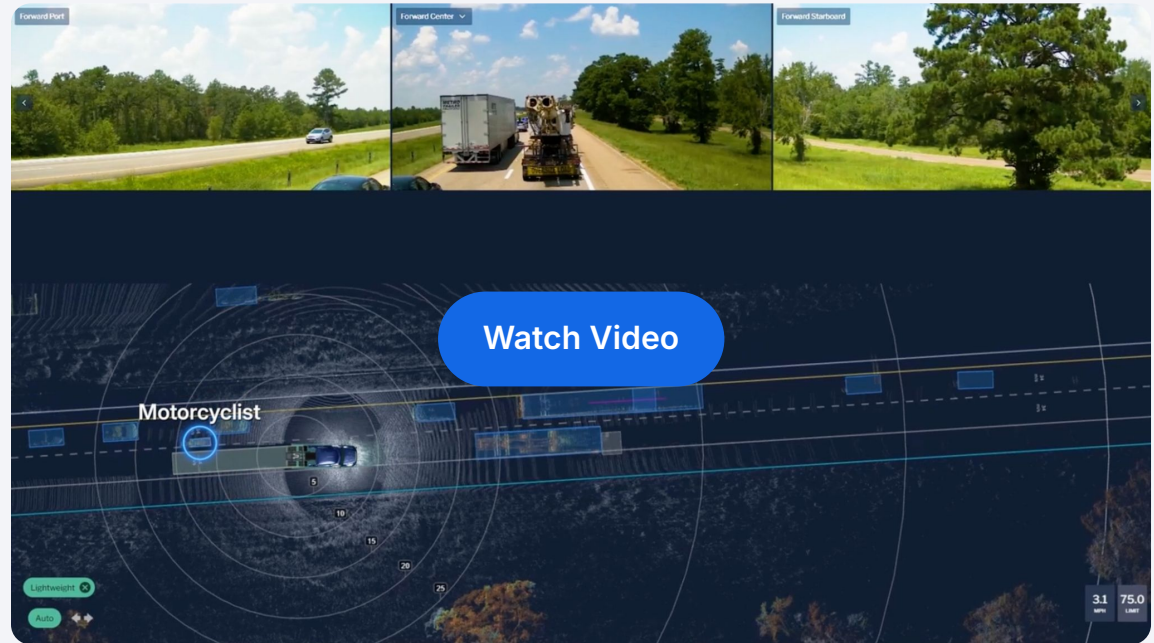 Forward Port
Forward Center
Forward Starboard
Watch Video
Motorcyclist
5
10
15
20
25
Lightweight
Auto
3.1
MPH
75.0
LIMIT